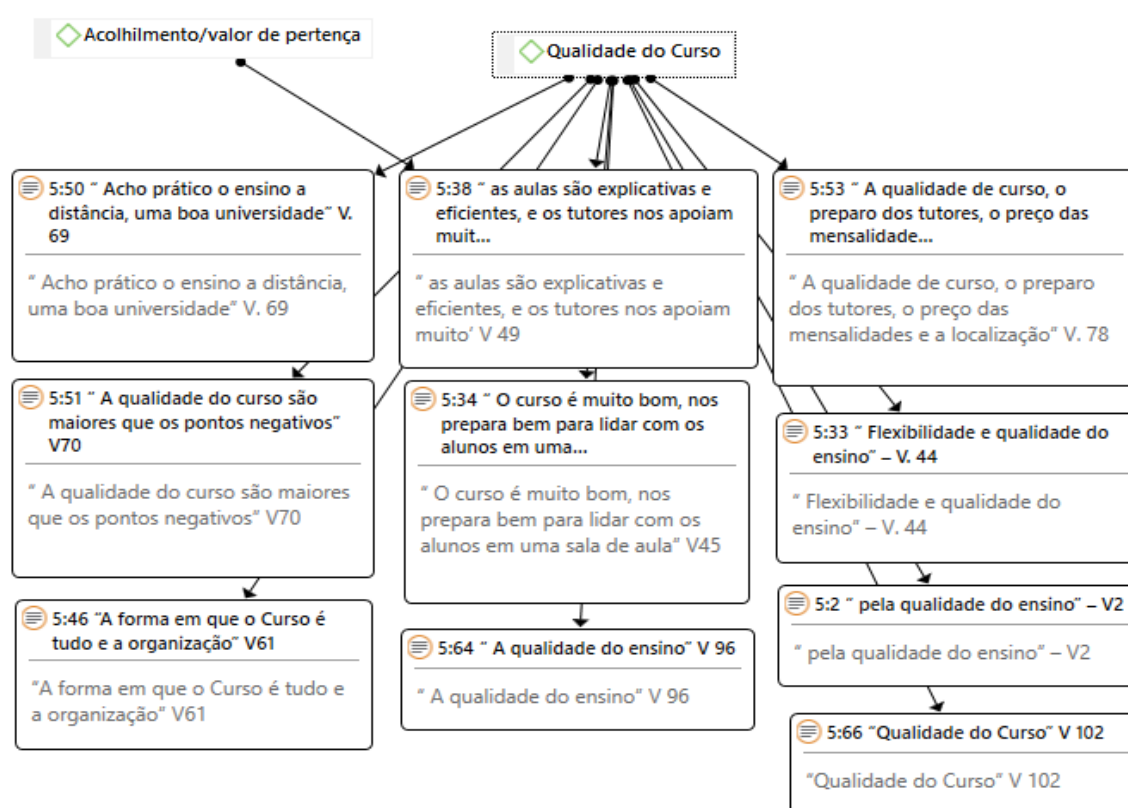 Acolhilmento/valor de pertença
Qualidade do Curso
5:50 “ Acho prático o ensino a
distância, uma boa universidade” V.
69
“ Acho prático o ensino a distância,
uma boa universidade” V. 69
5:51 “ A qualidade do curso são
maiores que os pontos negativos”
V70
“ A qualidade do curso são maiores
que os pontos negativos” V70
5:46 “A forma em que o Curso é
tudo e a organização” V61
“A forma em que o Curso é tudo e
a organização” V61
5:38 “ as aulas são explicativas e
eficientes, e os tutores nos apoiam
muit...
“ as aulas são explicativas e
eficientes, e os tutores nos apoiam
muito’ V 49
5:34 “ O curso é muito bom, nos
prepara bem para lidar com os
alunos em uma...
“ O curso é muito bom, nos
prepara bem para lidar com os
alunos em uma sala de aula” V45
5:64 “ A qualidade do ensino” V 96
“ A qualidade do ensino” V 96
5:53 “ A qualidade de curso, o
preparo dos tutores, o preço das
mensalidade...
“ A qualidade de curso, o preparo
dos tutores, o preço das
mensalidades e a localização” V. 78
5:33 “ Flexibilidade e qualidade do
ensino” – V. 44
“ Flexibilidade e qualidade do
ensino” – V. 44
5:2 “ pela qualidade do ensino” – V2
“ pela qualidade do ensino” – V2
5:66 “Qualidade do Curso” V 102
“Qualidade do Curso” V 102